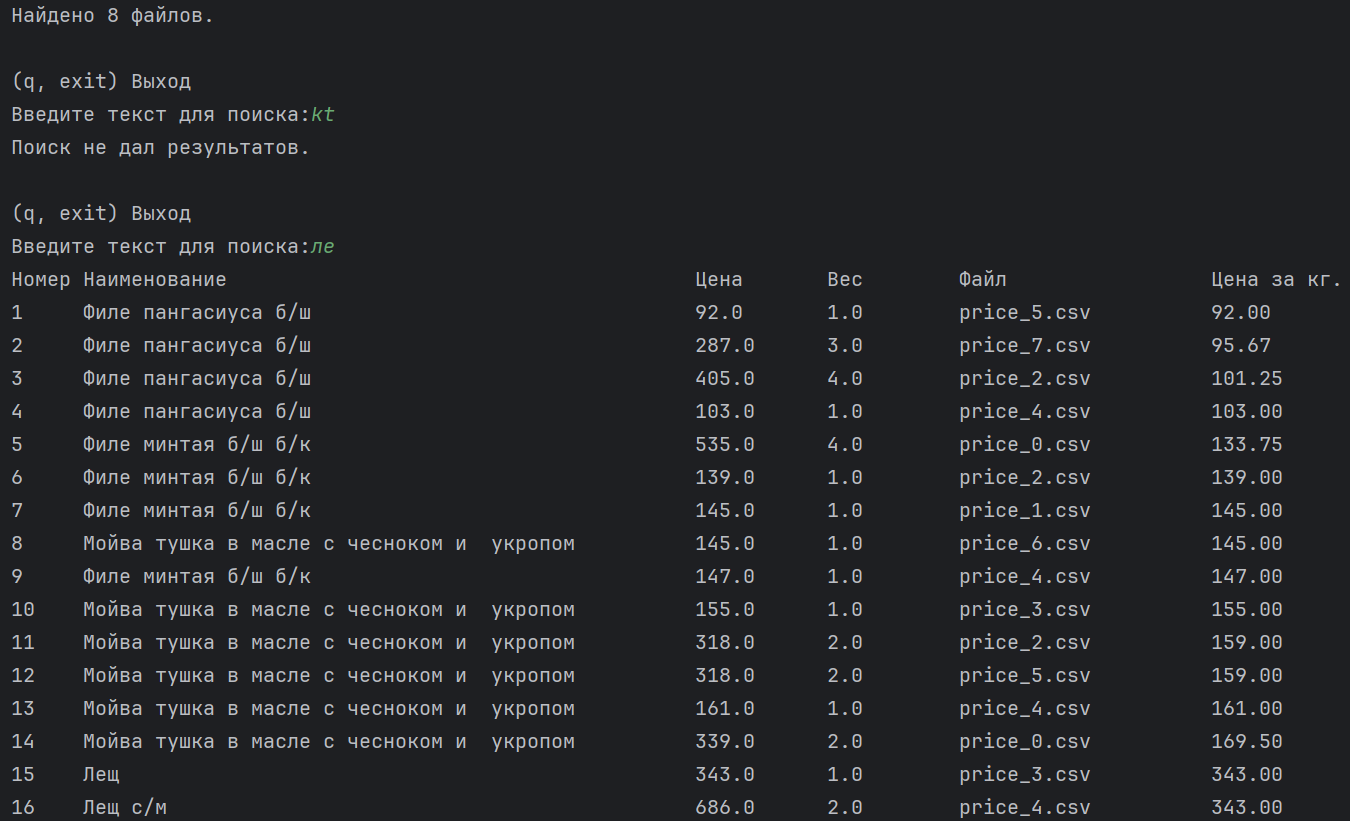 Найдено 8 файлов.
(q, exit) Выход
Введите текст для поиска:kt
Поиск не дал результатов.
(q, exit) Выход
Введите текст для поиска:ле
Номер Наименование Цена Вес Файл Цена за кг.
1 Филе пангасиуса б/ш 92.0 1.0 price_5.csv 92.00
2 Филе пангасиуса б/ш 287.0 3.0 price_7.csv 95.67
3 Филе пангасиуса б/ш 405.0 4.0 price_2.csv 101.25
4 Филе пангасиуса б/ш 103.0 1.0 price_4.csv 103.00
5 Филе минтая б/ш б/к 535.0 4.0 price_0.csv 133.75
6 Филе минтая б/ш б/к 139.0 1.0 price_2.csv 139.00
7 Филе минтая б/ш б/к 145.0 1.0 price_1.csv 145.00
8 Мойва тушка в масле с чесноком и  укропом 145.0 1.0 price_6.csv 145.00
9 Филе минтая б/ш б/к 147.0 1.0 price_4.csv 147.00
10 Мойва тушка в масле с чесноком и  укропом 155.0 1.0 price_3.csv 155.00
11 Мойва тушка в масле с чесноком и  укропом 318.0 2.0 price_2.csv 159.00
12 Мойва тушка в масле с чесноком и  укропом 318.0 2.0 price_5.csv 159.00
13 Мойва тушка в масле с чесноком и  укропом 161.0 1.0 price_4.csv 161.00
14 Мойва тушка в масле с чесноком и  укропом 339.0 2.0 price_0.csv 169.50
15 Лещ 343.0 1.0 price_3.csv 343.00
16 Лещ с/м 686.0 2.0 price_4.csv 343.00